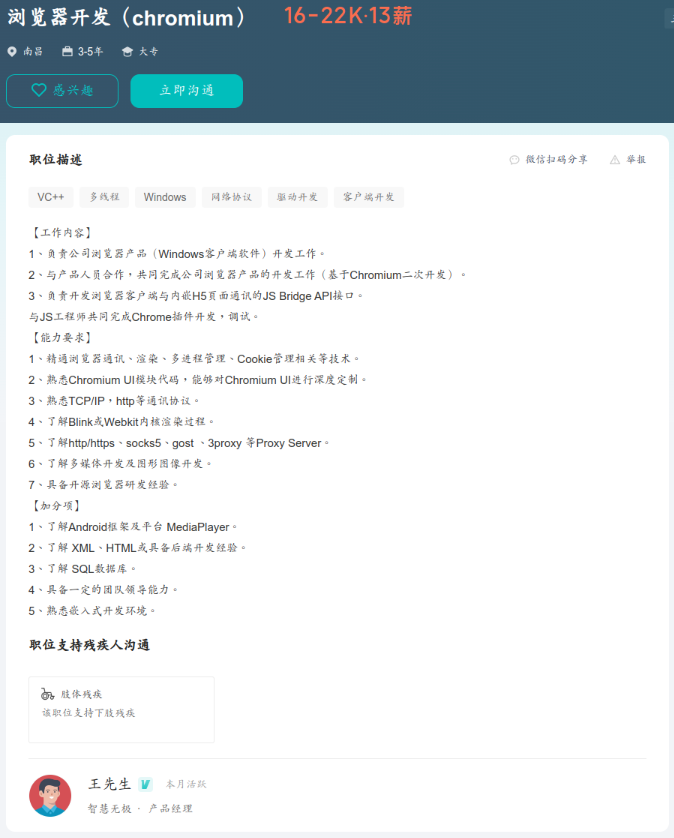 浏览器开发（chromium） 16-22K·13薪
南昌 3-5年 大专
感兴趣 立即沟通
职位描述 微信扫码分享 举报
VC++ 多线程 Windows 网络协议 驱动开发 客户端开发
【工作内容】
1、负责公司浏览器产品（Windows客户端软件）开发工作。
2、与产品人员合作，共同完成公司浏览器产品的开发工作（基于Chromium二次开发）。
3、负责开发浏览器客户端与内嵌H5页面通讯的JS Bridge API接口。
与JS工程师共同完成Chrome插件开发，调试。
【能力要求】
1、精通浏览器通讯、渲染、多进程管理、Cookie管理相关等技术。
2、熟悉Chromium UI模块代码，能够对Chromium UI进行深度定制。
3、熟悉TCP/IP，http等通讯协议。
4、了解Blink或Webkit内核渲染过程。
5、了解http/https、socks5、gost 、3proxy 等Proxy Server。
6、了解多媒体开发及图形图像开发。
7、具备开源浏览器研发经验。
【加分项】
1、了解Android框架及平台 MediaPlayer。
2、了解 XML、HTML或具备后端开发经验。
3、了解 SQL数据库。
4、具备一定的团队领导能力。
5、熟悉嵌入式开发环境。
职位支持残疾人沟通
肢体残疾
该职位支持下肢残疾
王先生 本月活跃
智慧无极 · 产品经理